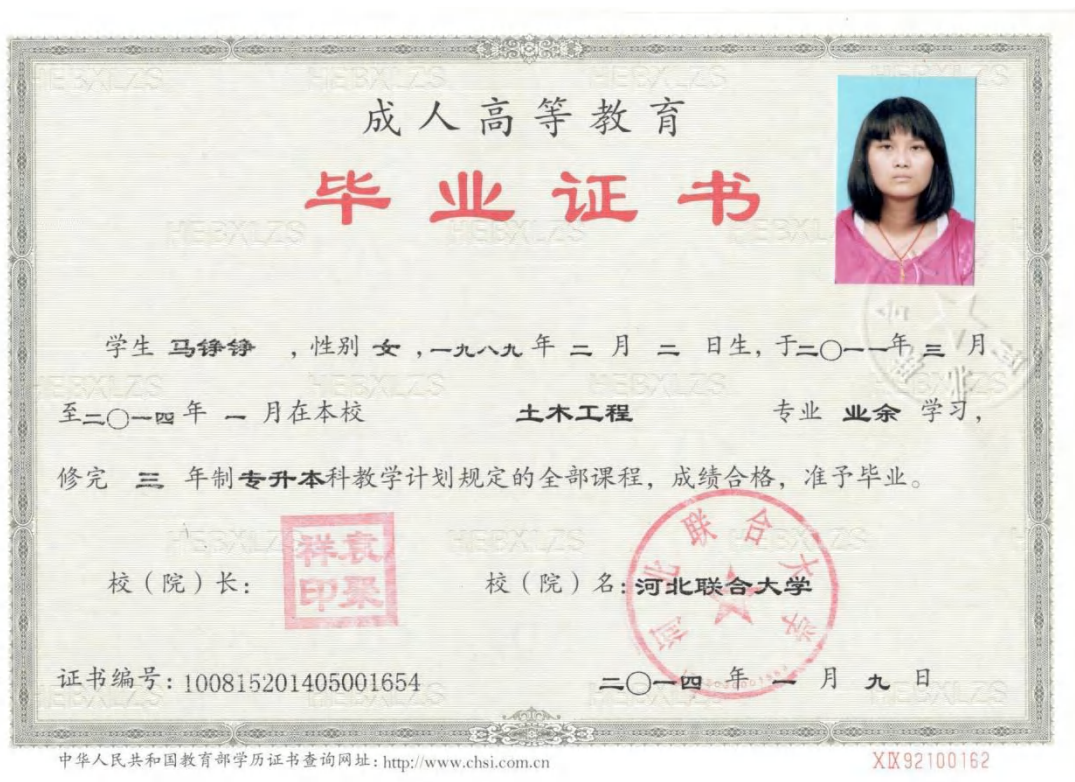 成人高等教育
毕业证书
学生 马铮铮 ，性别 女 ，一九八九 年 二 月 二 日生，于二〇一一年 三 月
至二〇一四 年 一 月在本校 土木工程 专业 业余 学习，
修完 三 年制专升本科教学计划规定的全部课程，成绩合格，准予毕业。
校（院）长：
袁聚祥印
校（院）名：河北联合大学
河北联合大学
证书编号：100815201405001654
二〇一四 年 一 月 九 日
中华人民共和国教育部学历证书查询网址：http://www.chsi.com.cn
XIX92100162
HEBXLZS